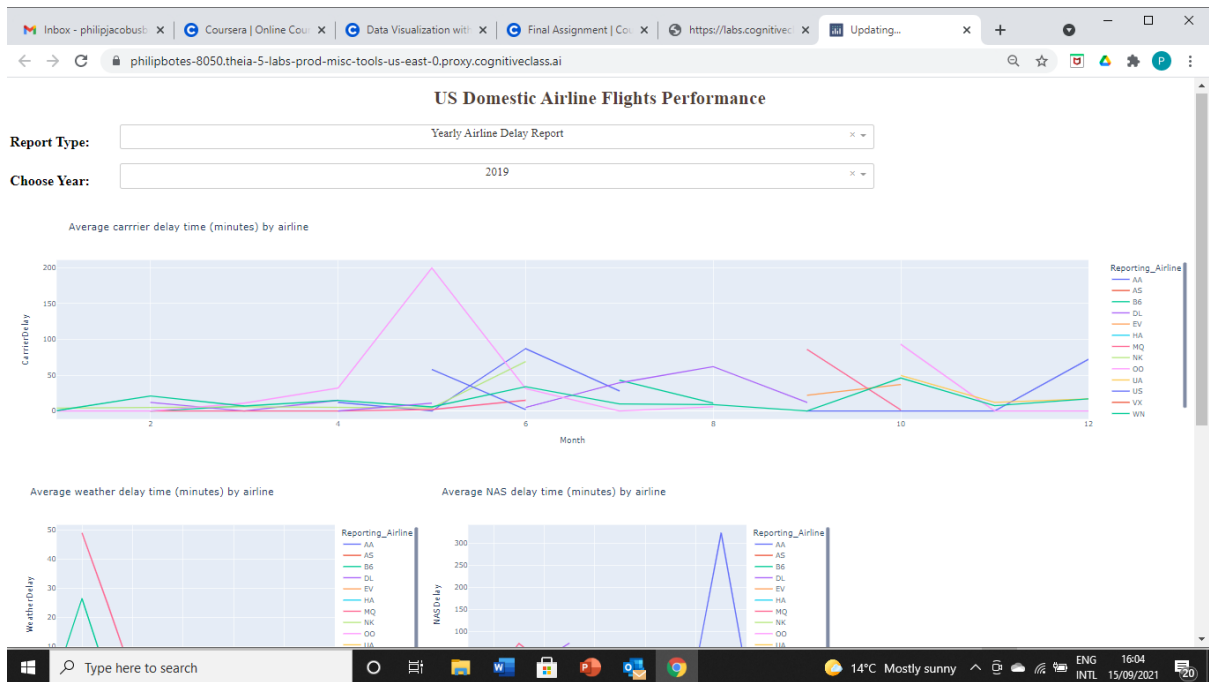 Inbox - philipjacobusb
Coursera | Online Cour
Data Visualization with
Final Assignment | Cou
https://labs.cognitivec
Updating...
philipbotes-8050.theia-5-labs-prod-misc-tools-us-east-0.proxy.cognitiveclass.ai
P
US Domestic Airline Flights Performance
Report Type:
Yearly Airline Delay Report
Choose Year:
2019
Average carrrier delay time (minutes) by airline
CarrierDelay
200
150
100
50
0
2
4
6
8
10
12
Month
Reporting_Airline
AA
AS
B6
DL
EV
HA
MQ
NK
OO
UA
US
VX
WN
Average weather delay time (minutes) by airline
WeatherDelay
50
40
30
20
10
Reporting_Airline
AA
AS
B6
DL
EV
HA
MQ
NK
OO
UA
Average NAS delay time (minutes) by airline
NASDelay
300
250
200
150
100
Reporting_Airline
AA
AS
B6
DL
EV
HA
MQ
NK
OO
UA
Type here to search
14°C Mostly sunny
ENG
INTL
16:04
15/09/2021
20